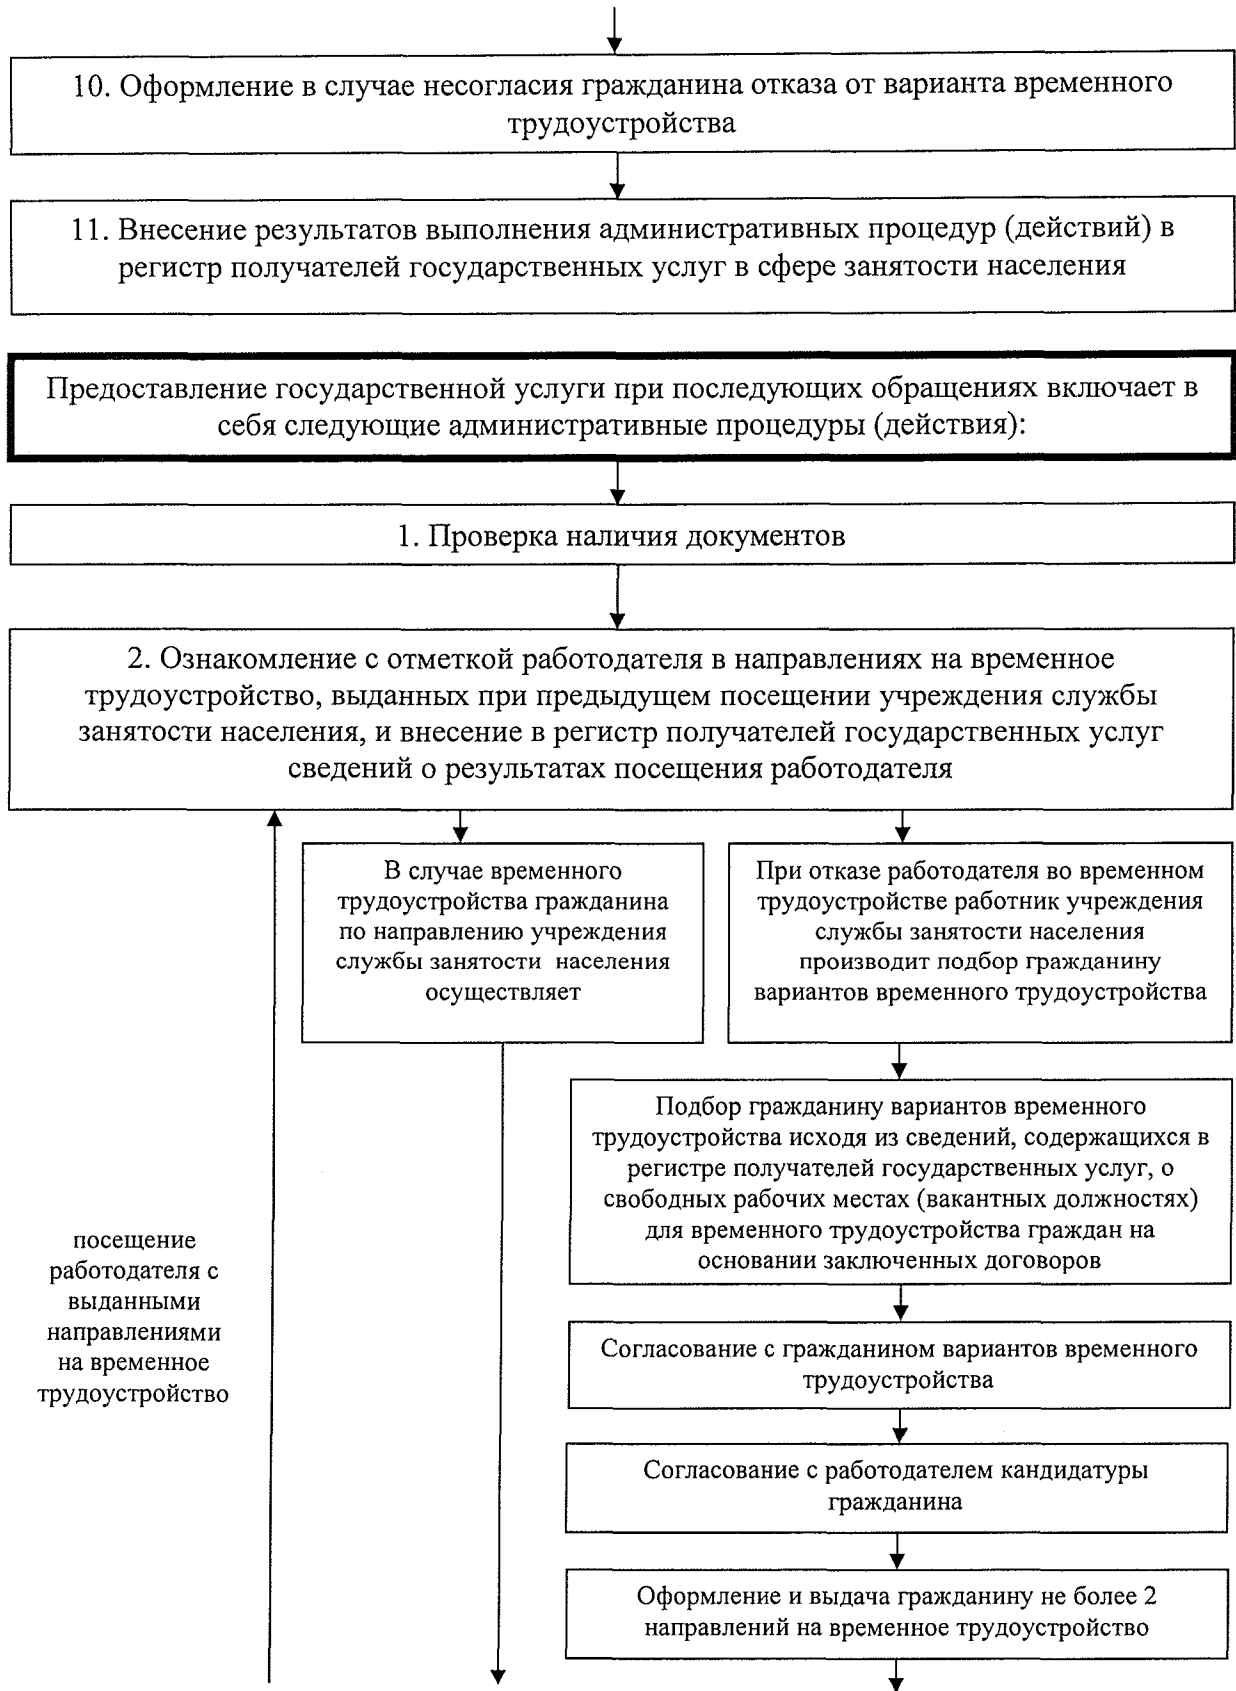 10. Оформление в случае несогласия гражданина отказа от варианта временного
трудоустройства
11. Внесение результатов выполнения административных процедур (действий) в
регистр получателей государственных услуг в сфере занятости населения
Предоставление государственной услуги при последующих обращениях включает в
себя следующие административные процедуры (действия):
1. Проверка наличия документов
2. Ознакомление с отметкой работодателя в направлениях на временное
трудоустройство, выданных при предыдущем посещении учреждения службы
занятости населения, и внесение в регистр получателей государственных услуг
сведений о результатах посещения работодателя
В случае временного
трудоустройства гражданина
по направлению учреждения
службы занятости населения
осуществляет
При отказе работодателя во временном
трудоустройстве работник учреждения
службы занятости населения
производит подбор гражданину
вариантов временного трудоустройства
Подбор гражданину вариантов временного
трудоустройства исходя из сведений, содержащихся в
регистре получателей государственных услуг, о
свободных рабочих местах (вакантных должностях)
для временного трудоустройства граждан на
основании заключенных договоров
посещение
работодателя с
выданными
направлениями
на временное
трудоустройство
Согласование с гражданином вариантов временного
трудоустройства
Согласование с работодателем кандидатуры
гражданина
Оформление и выдача гражданину не более 2
направлений на временное трудоустройство